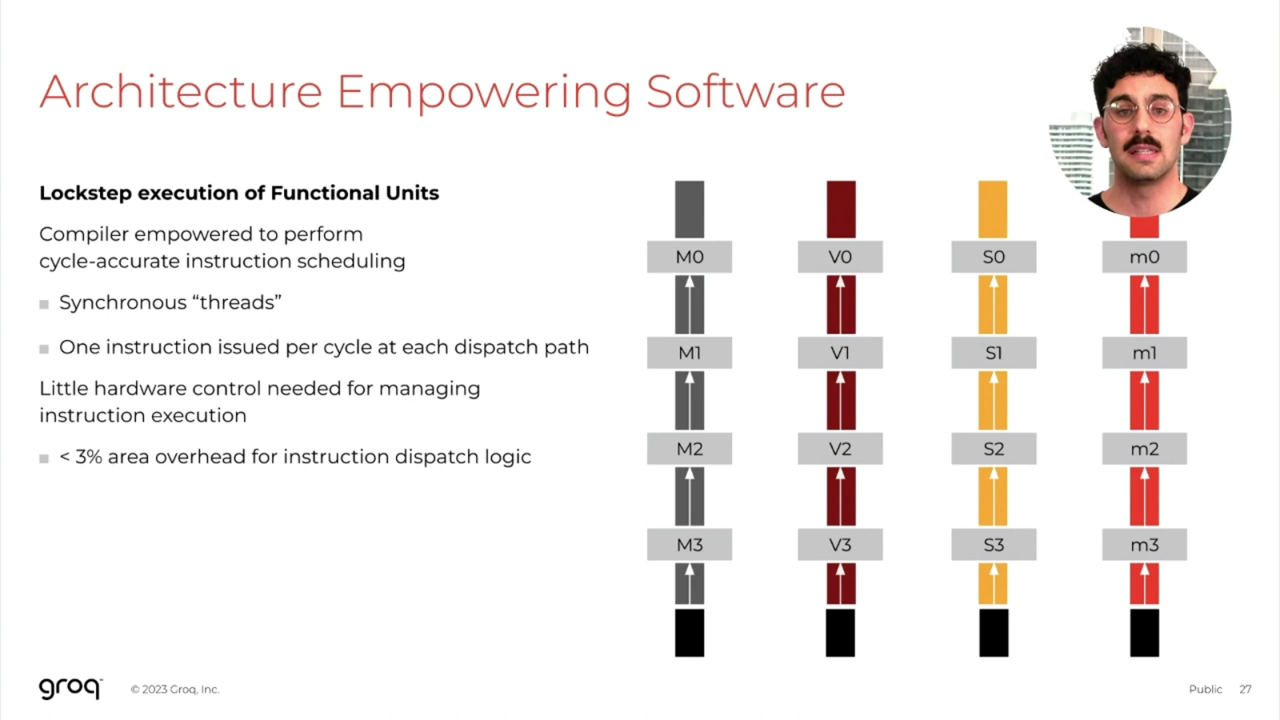 Architecture Empowering Software
Lockstep execution of Functional Units
Compiler empowered to perform
cycle-accurate instruction scheduling
Synchronous “threads”
One instruction issued per cycle at each dispatch path
Little hardware control needed for managing
instruction execution
< 3% area overhead for instruction dispatch logic
M0 V0 S0 m0
M1 V1 S1 m1
M2 V2 S2 m2
M3 V3 S3 m3
groq™ © 2023 Groq, Inc. Public 27